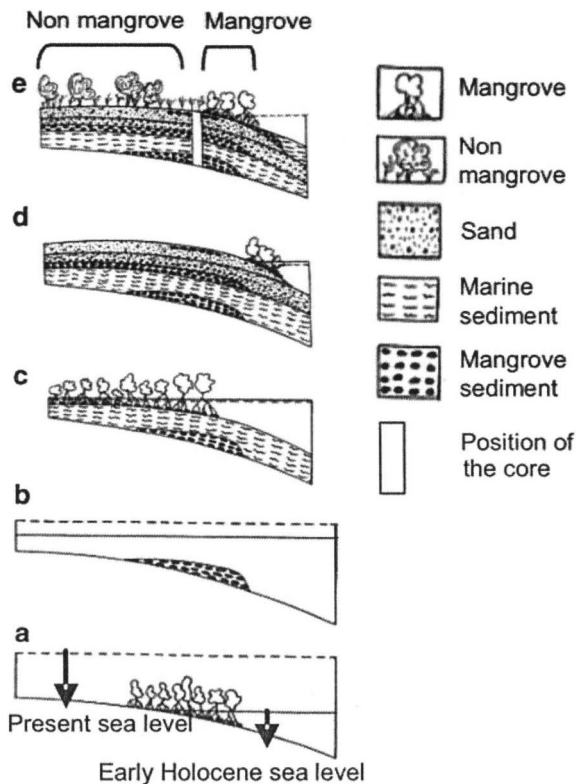 Non mangrove
Mangrove
e
d
c
b
a
Present sea level
Early Holocene sea level
Mangrove
Non
mangrove
Sand
Marine
sediment
Mangrove
sediment
Position of
the core